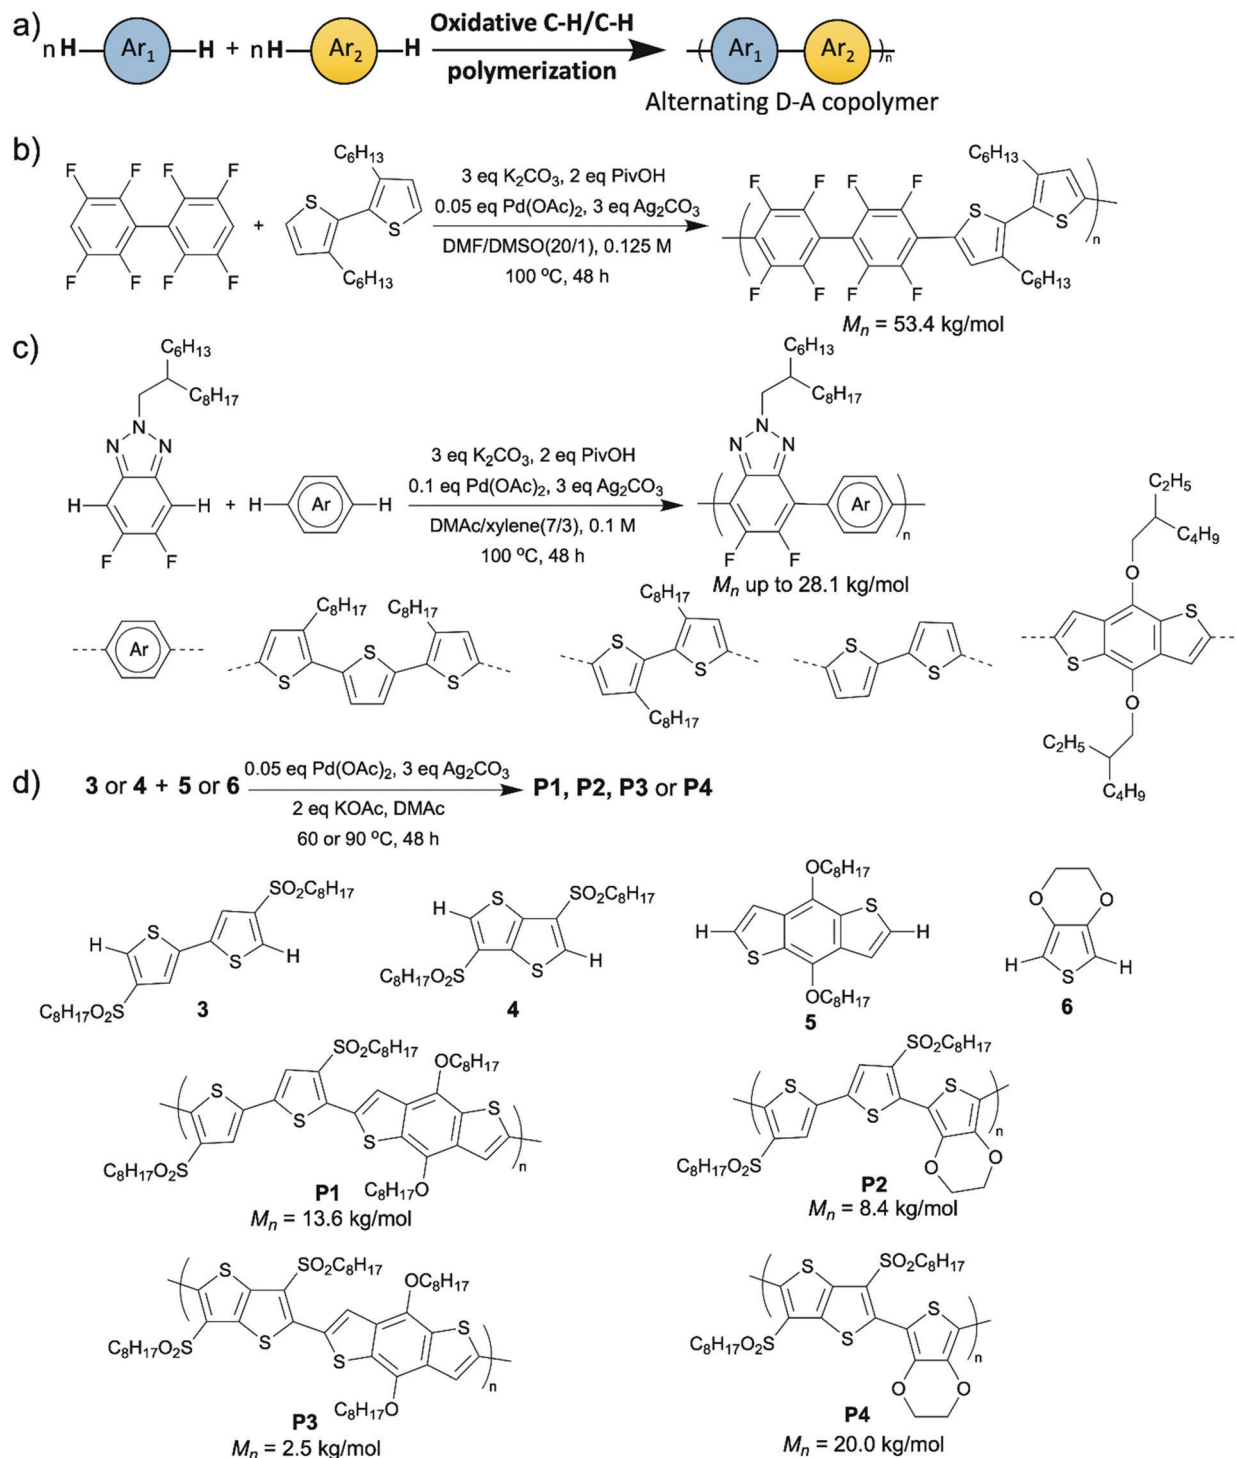 a)
n H Ar₁ H + nH Ar₂ H
Oxidative C-H/C-H
polymerization
Ar₁ Ar₂ n
Alternating D-A copolymer
b)
F F F F
F F F F
+
C₆H₁₃
S
S
C₆H₁₃
3 eq K₂CO₃, 2 eq PivOH
0.05 eq Pd(OAc)₂, 3 eq Ag₂CO₃
DMF/DMSO(20/1), 0.125 M
100 °C, 48 h
F F F F
F F F F
C₆H₁₃
S
S
C₆H₁₃
n
Mₙ = 53.4 kg/mol
c)
C₆H₁₃
C₈H₁₇
N
N N
H H
F F
+ H Ar H
3 eq K₂CO₃, 2 eq PivOH
0.1 eq Pd(OAc)₂, 3 eq Ag₂CO₃
DMAc/xylene(7/3), 0.1 M
100 °C, 48 h
C₆H₁₃
C₈H₁₇
N
N N
Ar
n
F F
Mₙ up to 28.1 kg/mol
Ar
C₈H₁₇ C₈H₁₇
S S S
C₈H₁₇
S S
C₈H₁₇
S S
C₂H₅
C₄H₉
O
S
S
O
C₂H₅
C₄H₉
d)
3 or 4 + 5 or 6
0.05 eq Pd(OAc)₂, 3 eq Ag₂CO₃
2 eq KOAc, DMAc
60 or 90 °C, 48 h
P1, P2, P3 or P4
SO₂C₈H₁₇
H S
S H
C₈H₁₇O₂S
3
SO₂C₈H₁₇
H S
S H
C₈H₁₇O₂S
4
OC₈H₁₇
S
H H
S
OC₈H₁₇
5
O O
H S H
6
SO₂C₈H₁₇
OC₈H₁₇
S S
S S
C₈H₁₇O₂S
C₈H₁₇O
n
P1
Mₙ = 13.6 kg/mol
SO₂C₈H₁₇
S S S
C₈H₁₇O₂S
O O
n
P2
Mₙ = 8.4 kg/mol
SO₂C₈H₁₇
OC₈H₁₇
S S
S S
C₈H₁₇O₂S
C₈H₁₇O
n
P3
Mₙ = 2.5 kg/mol
SO₂C₈H₁₇
S S S
C₈H₁₇O₂S
O O
n
P4
Mₙ = 20.0 kg/mol